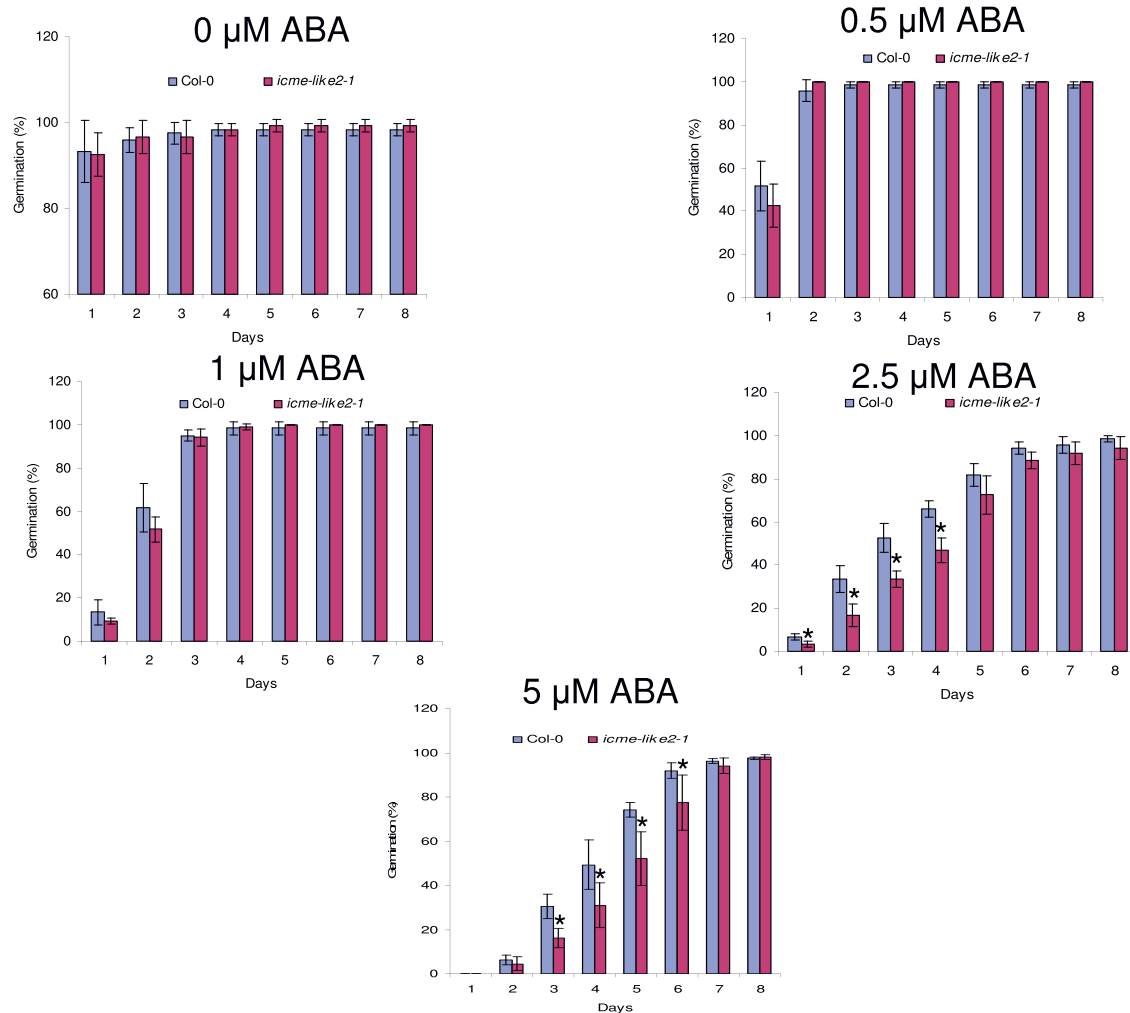 0 µM ABA
120
Col-0 icme-like2-1
100
80
60
Germination (%)
1 2 3 4 5 6 7 8
Days
0.5 µM ABA
120
Col-0 icme-like2-1
100
80
60
40
20
0
Germination (%)
1 2 3 4 5 6 7 8
Days
1 µM ABA
120
Col-0 icme-like2-1
100
80
60
40
20
0
Germination (%)
1 2 3 4 5 6 7 8
Days
2.5 µM ABA
120
Col-0 icme-like2-1
100
80
60
40
20
0
Germination (%)
* * * *
1 2 3 4 5 6 7 8
Days
5 µM ABA
120
Col-0 icme-like2-1
100
80
60
40
20
0
Germination (%)
* * * *
1 2 3 4 5 6 7 8
Days